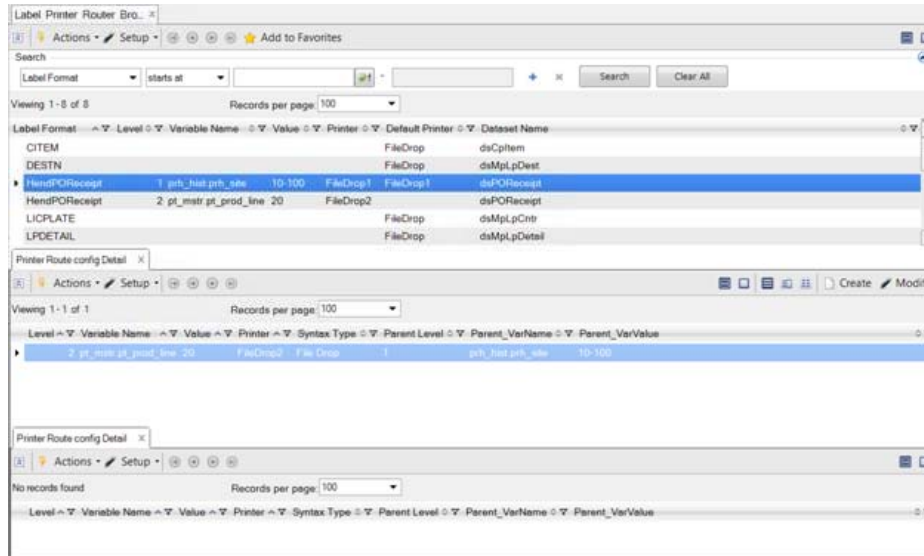 Label Printer Router Bro...
Actions Setup Add to Favorites
Search
Label Format starts at - Search Clear All
Viewing 1 - 8 of 8 Records per page: 100
Label Format Level Variable Name Value Printer Default Printer Dataset Name
CITEM FileDrop dsCpItem
DESTN FileDrop dsMpLpDest
HendPOReceipt 1 prh_hist.prh_site 10-100 FileDrop1 FileDrop1 dsPOReceipt
HendPOReceipt 2 pt_mstr.pt_prod_line 20 FileDrop2 dsPOReceipt
LICPLATE FileDrop dsMpLpCntr
LPDETAIL FileDrop dsMpLpDetail
Printer Route config Detail
Actions Setup Create Modif
Viewing 1 - 1 of 1 Records per page: 100
Level Variable Name Value Printer Syntax Type Parent Level Parent_VarName Parent_VarValue
2 pt_mstr.pt_prod_line 20 FileDrop2 File Drop 1 prh_hist.prh_site 10-100
Printer Route config Detail
Actions Setup
No records found Records per page: 100
Level Variable Name Value Printer Syntax Type Parent Level Parent_VarName Parent_VarValue